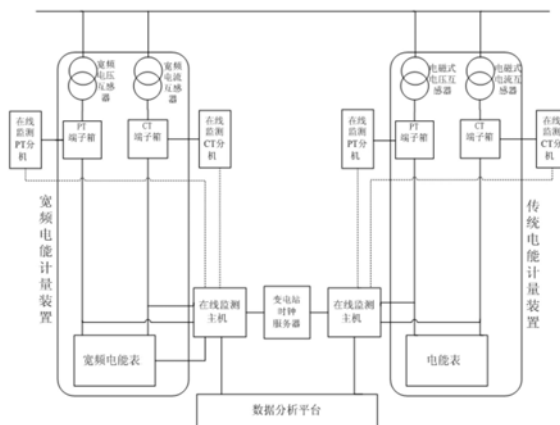 宽频
电压
互感
器
宽频
电流
互感
器
电磁式
电压互
感器
电磁式
电流互
感器
在线
监测
PT分
机
PT
端子箱
CT
端子箱
在线
监测
CT分
机
在线
监测
PT分
机
PT
端子箱
CT
端子箱
在线
监测
CT分
机
宽频电能计量装置
传统电能计量装置
在线监测
主机
变电站
时钟
服务器
在线监测
主机
宽频电能表
电能表
数据分析平台